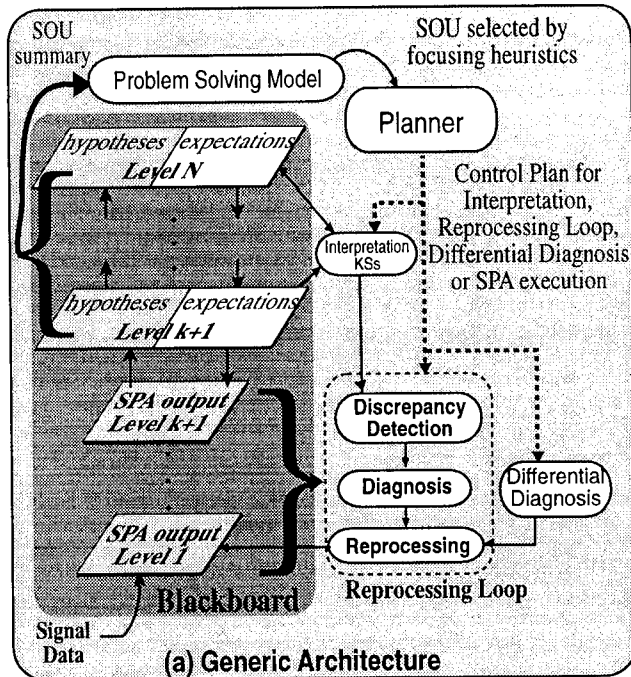 SOU
summary
SOU selected by
focusing heuristics
Problem Solving Model
Planner
hypotheses expectations
Level N
Control Plan for
Interpretation,
Reprocessing Loop,
Differential Diagnosis
or SPA execution
Interpretation
KSs
hypotheses expectations
Level k+1
SPA output
Level k+1
Discrepancy
Detection
Diagnosis
Differential
Diagnosis
SPA output
Level 1
Reprocessing
Reprocessing Loop
Blackboard
Signal
Data
(a) Generic Architecture